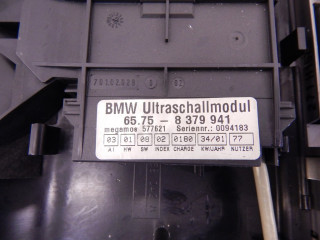 BMW Ultraschallmodul
65.75 - 8 379 941
megamos 577621 Seriennr.: 0094183
03 01 08 02 0180 34/01 77
AI HW SW INDEX CHARGE KW/JAHR NUTZER